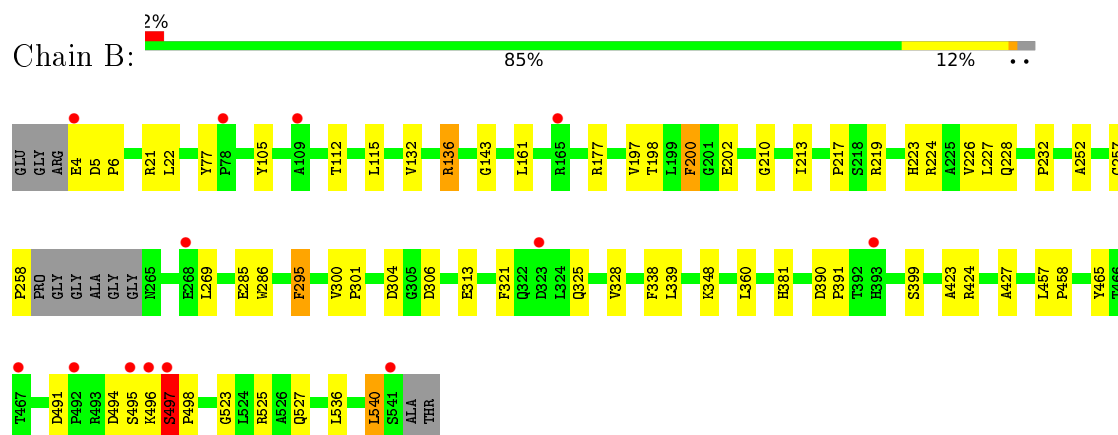 2%
Chain B:
85% 12% • •
GLU GLY ARG E4 D5 P6 R21 L22 Y77 P78 Y105 A109 T112 L115 V132 R136 G143 L161 R165 R177 V197 T198 L199 F200 G201 E202 G210 I213 P217 S218 R219 H223 R224 A225 V226 L227 Q228 P232 A252 G257
P258 PRO GLY GLY ALA GLY GLY N265 E268 L269 E285 W286 F295 V300 P301 D304 G305 D306 E313 F321 Q322 D323 L324 Q325 V328 F338 L339 K348 L360 H381 D390 P391 T392 H393 S399 A423 R424 A427 L457 P458 Y465 T466
T467 D491 P492 R493 D494 S495 K496 S497 P498 G523 L524 R525 A526 Q527 L536 L540 S541 ALA THR